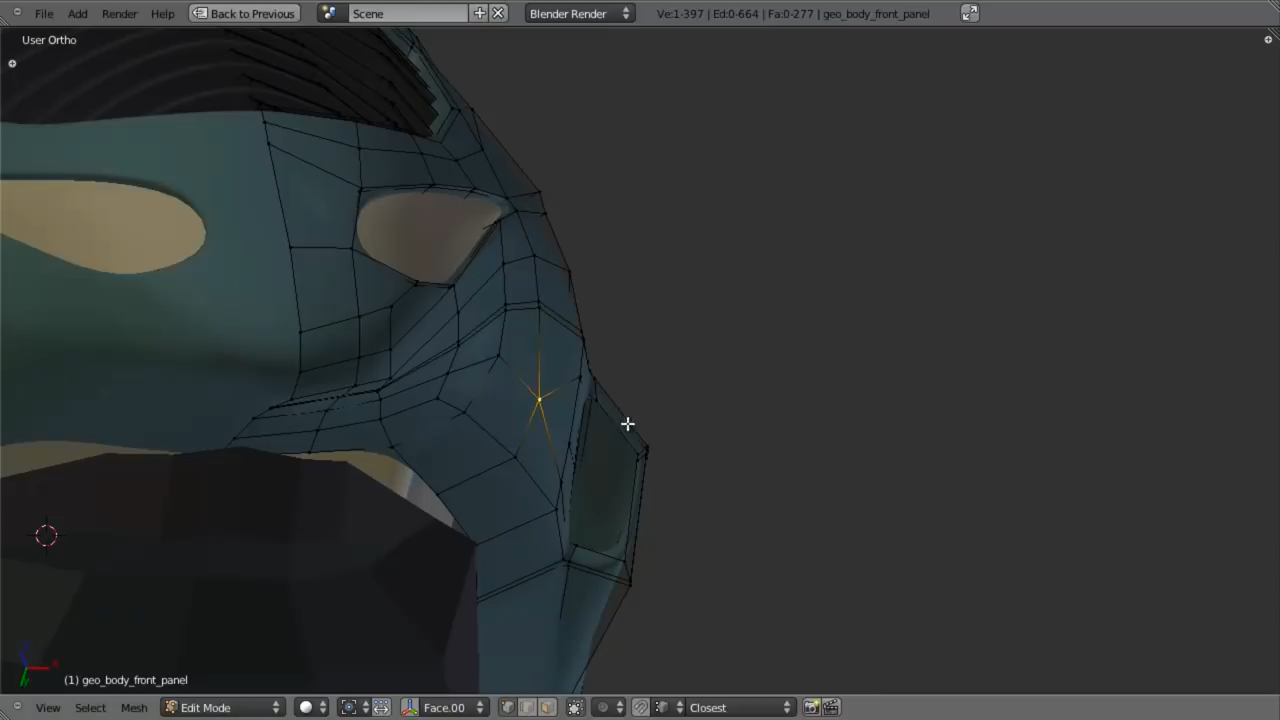 File Add Render Help Back to Previous Scene Blender Render Ve:1-397 | Ed:0-664 | Fa:0-277 | geo_body_front_panel
User Ortho
(1) geo_body_front_panel
View Select Mesh Edit Mode Face.00 Closest